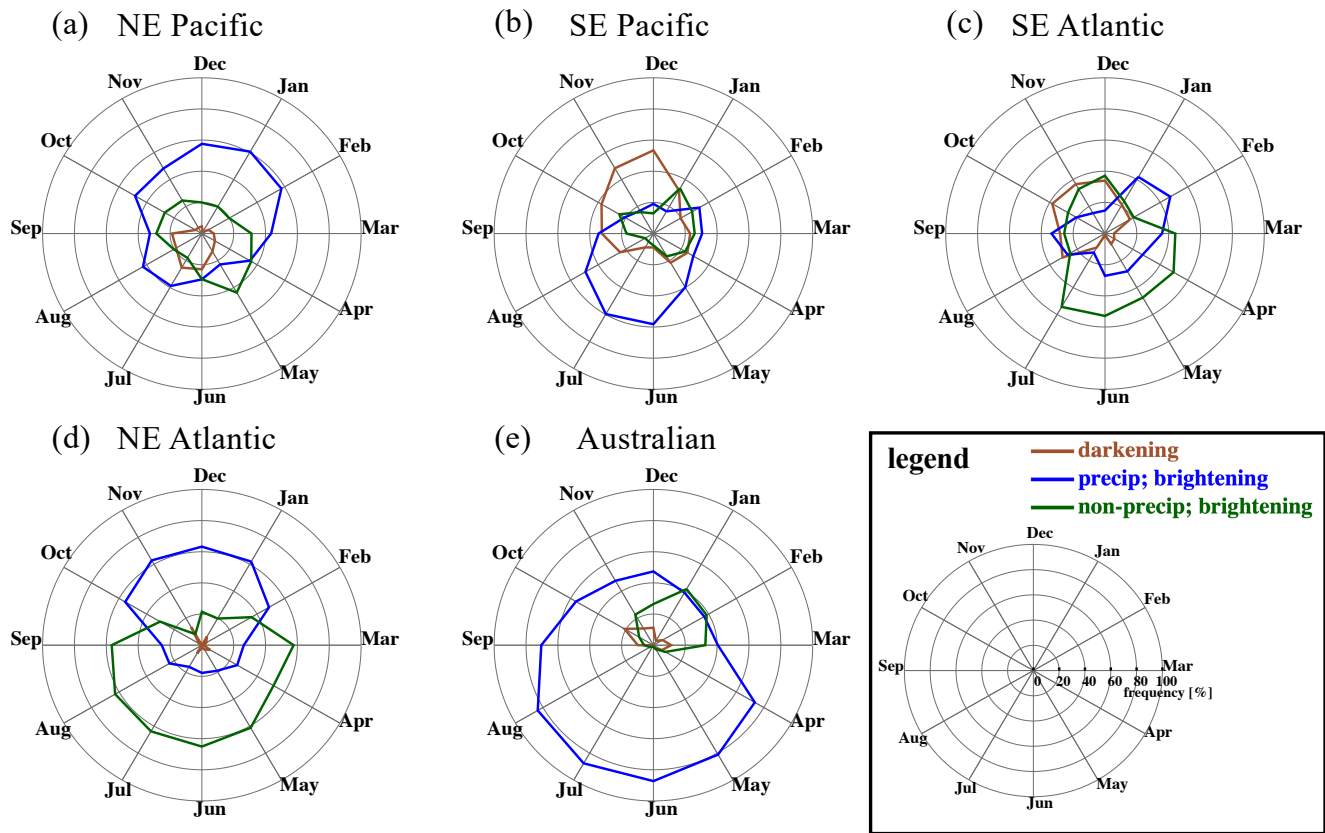 (a) NE Pacific
Dec
Nov
Jan
Oct
Feb
Sep
Mar
Aug
Apr
Jul
May
Jun
(b) SE Pacific
Dec
Nov
Jan
Oct
Feb
Sep
Mar
Aug
Apr
Jul
May
Jun
(c) SE Atlantic
Dec
Nov
Jan
Oct
Feb
Sep
Mar
Aug
Apr
Jul
May
Jun
(d) NE Atlantic
Dec
Nov
Jan
Oct
Feb
Sep
Mar
Aug
Apr
Jul
May
Jun
(e) Australian
Dec
Nov
Jan
Oct
Feb
Sep
Mar
Aug
Apr
Jul
May
Jun
legend
darkening
precip; brightening
non-precip; brightening
Dec
Nov
Jan
Oct
Feb
Sep
Mar
0 20 40 60 80 100
frequency [%]
Aug
Apr
Jul
May
Jun